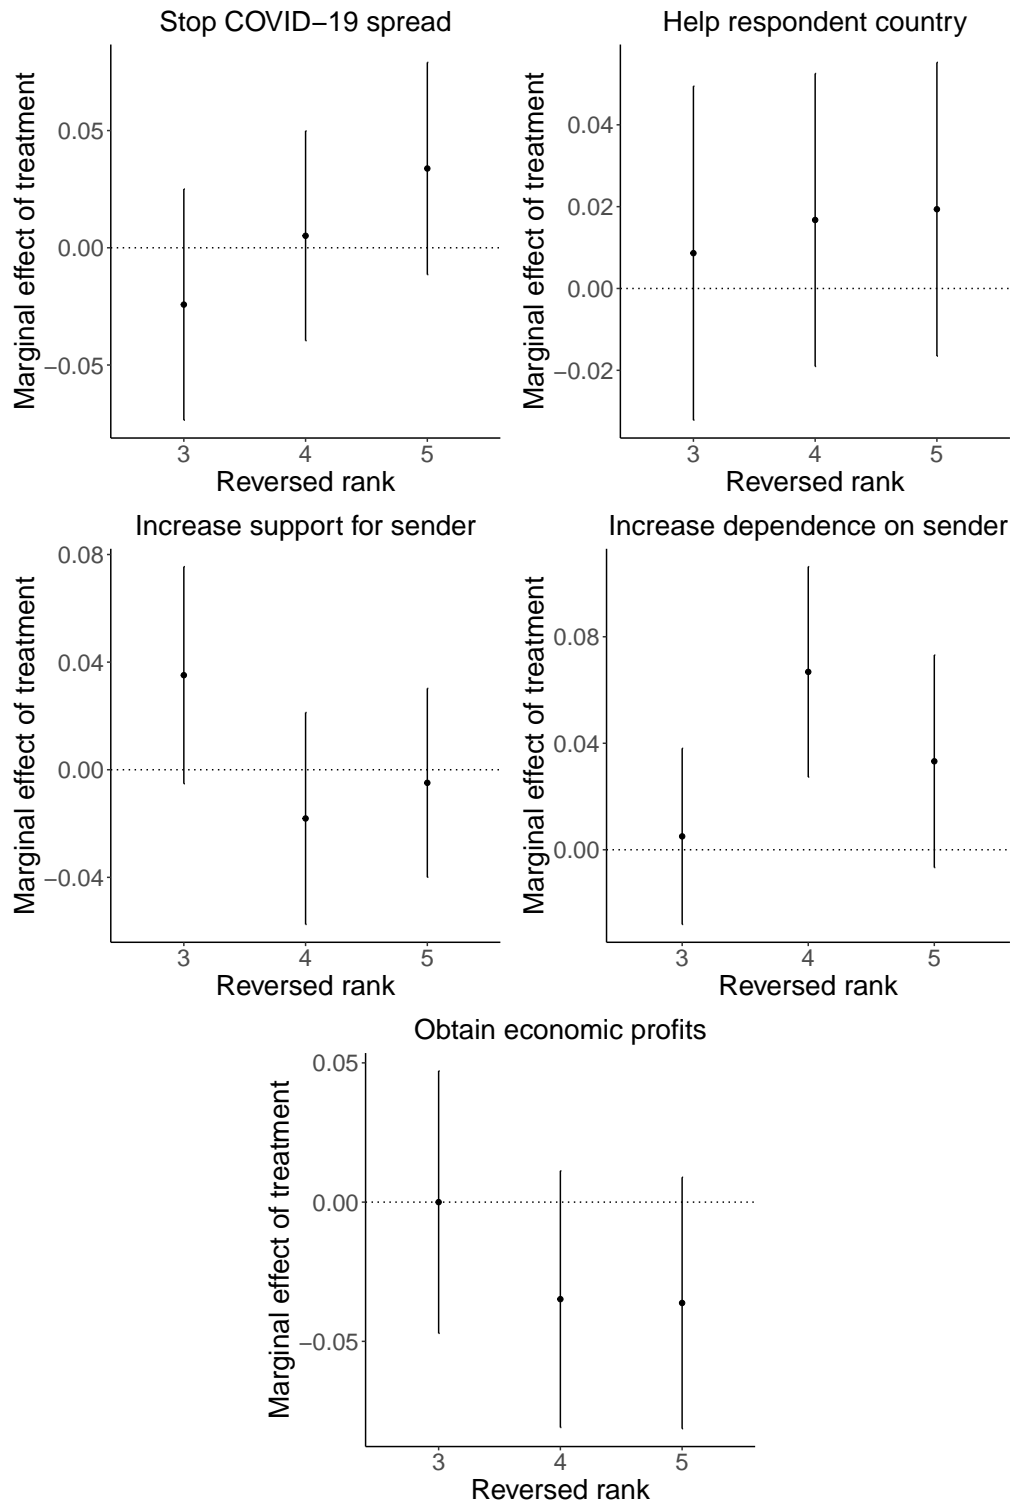 Stop COVID−19 spread
Marginal effect of treatment
0.05
0.00
−0.05
3 4 5
Reversed rank
Help respondent country
Marginal effect of treatment
0.04
0.02
0.00
−0.02
3 4 5
Reversed rank
Increase support for sender
Marginal effect of treatment
0.08
0.04
0.00
−0.04
3 4 5
Reversed rank
Increase dependence on sender
Marginal effect of treatment
0.08
0.04
0.00
3 4 5
Reversed rank
Obtain economic profits
Marginal effect of treatment
0.05
0.00
−0.05
3 4 5
Reversed rank